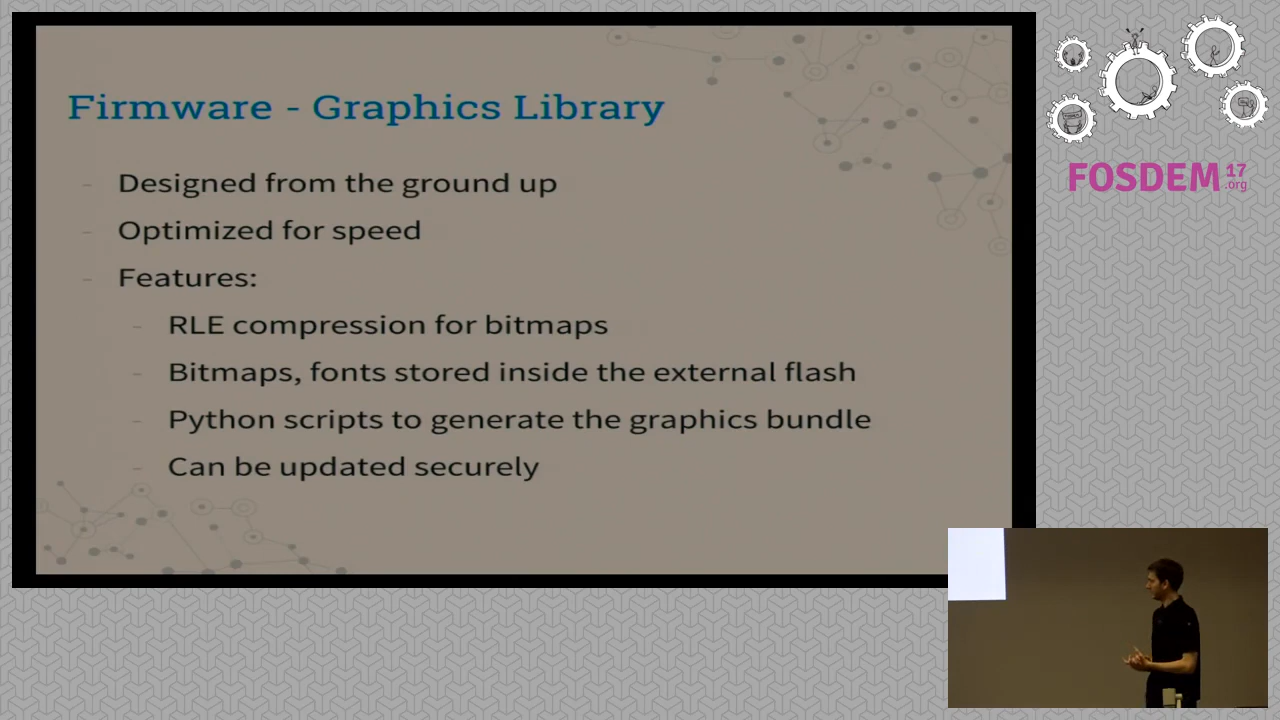 Firmware - Graphics Library
- Designed from the ground up
- Optimized for speed
- Features:
- RLE compression for bitmaps
- Bitmaps, fonts stored inside the external flash
- Python scripts to generate the graphics bundle
- Can be updated securely
FOSDEM 17
.org